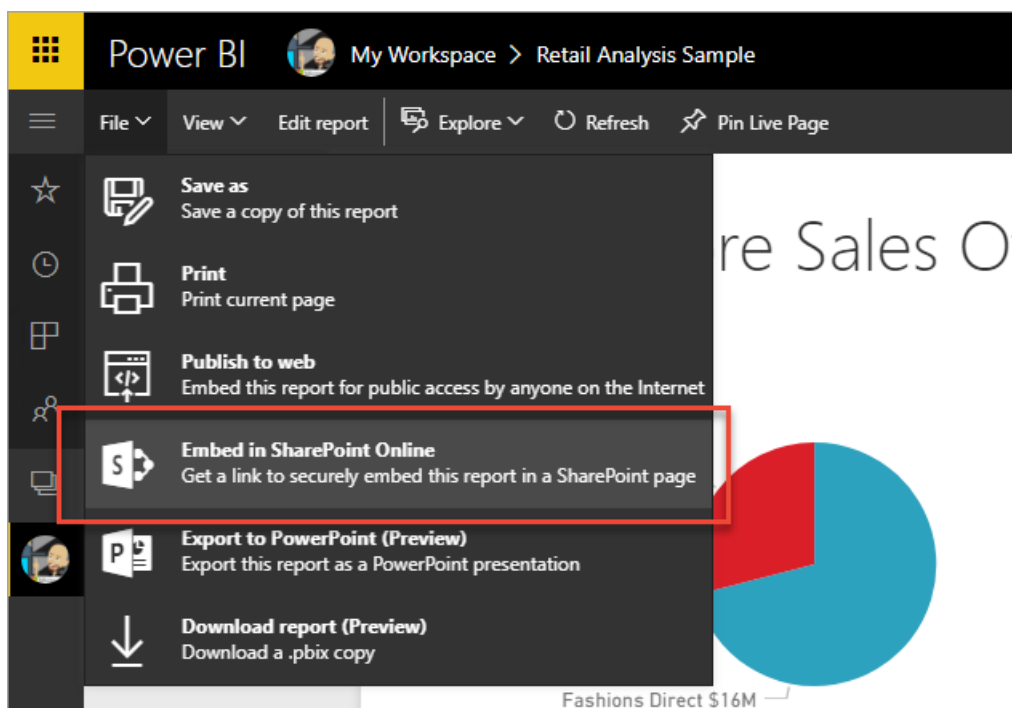 Power BI My Workspace > Retail Analysis Sample
File View Edit report Explore Refresh Pin Live Page
Save as
Save a copy of this report
Print
Print current page
Publish to web
Embed this report for public access by anyone on the Internet
Embed in SharePoint Online
Get a link to securely embed this report in a SharePoint page
Export to PowerPoint (Preview)
Export this report as a PowerPoint presentation
Download report (Preview)
Download a .pbix copy
re Sales O
Fashions Direct $16M